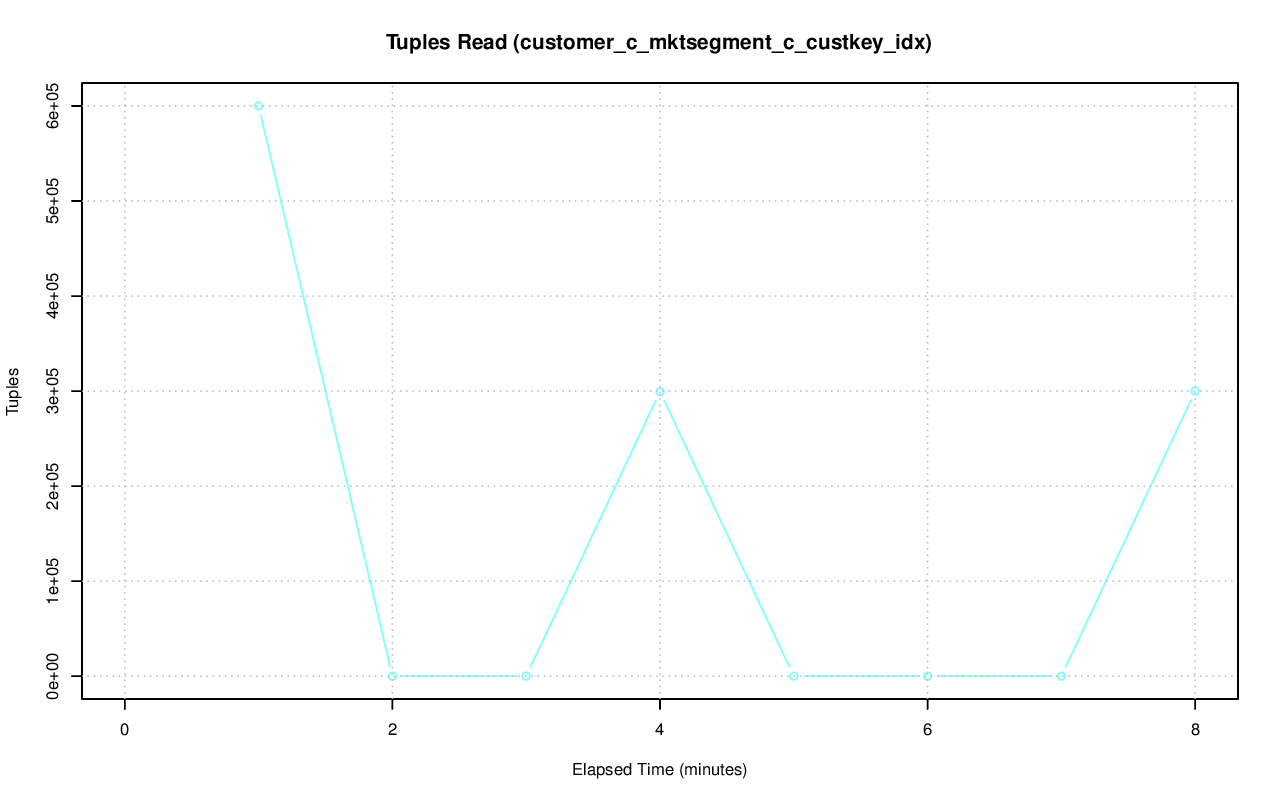 Tuples Read (customer_c_mktsegment_c_custkey_idx)
6e+05
5e+05
4e+05
3e+05
2e+05
1e+05
0e+00
Tuples
0 2 4 6 8
Elapsed Time (minutes)